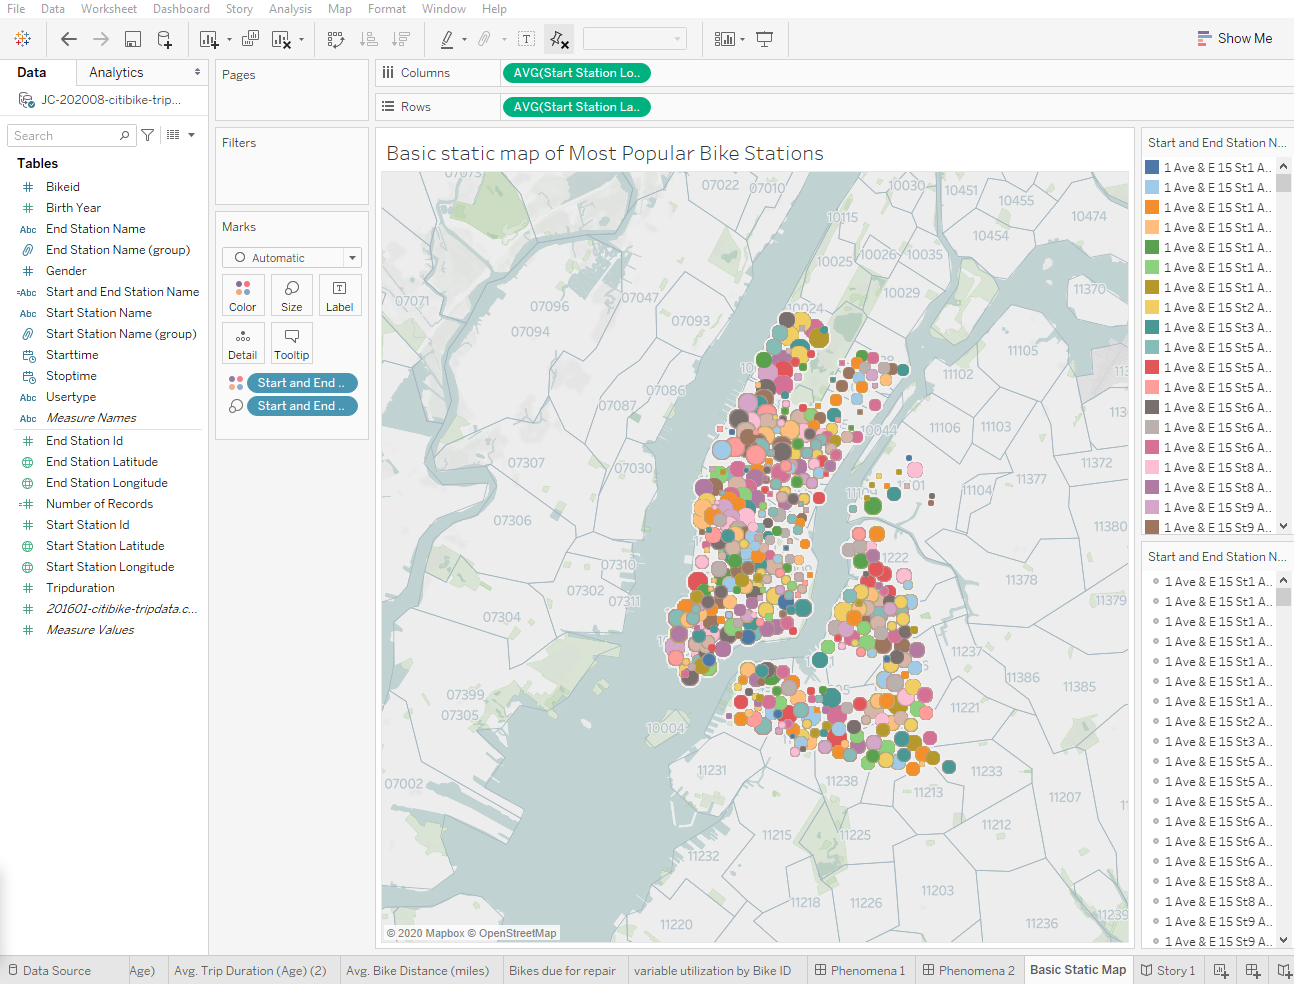 File Data Worksheet Dashboard Story Analysis Map Format Window Help
Show Me
Data
Analytics
JC-202008-citibike-trip...
Search
Tables
Bikeid
Birth Year
Abc End Station Name
End Station Name (group)
Gender
=Abc Start and End Station Name
Abc Start Station Name
Start Station Name (group)
Starttime
Stoptime
Abc Usertype
Abc Measure Names
End Station Id
End Station Latitude
End Station Longitude
Number of Records
Start Station Id
Start Station Latitude
Start Station Longitude
Tripduration
201601-citibike-tripdata.c...
Measure Values
Pages
Filters
Marks
Automatic
Color Size Label
Detail Tooltip
Start and End ..
Start and End ..
Columns AVG(Start Station Lo..
Rows AVG(Start Station La..
Basic static map of Most Popular Bike Stations
07073
07022
07010
10030
10451
10455
10474
10115
10454
10025
10026
10035
11370
07071
07096
07047
10029
07094
07093
10024
11105
11102
07086
07087
10044
11106
11103
07307
07030
11372
11377
11104
07306
11380
07310
11222
11378
07302
07311
11379
07304
11237
11386
11385
07399
07305
11221
10004
11231
11233
07002
11238
11213
11207
11215
11225
11212
11232
11203
11218
11226
11239
11236
11220
© 2020 Mapbox © OpenStreetMap
Start and End Station N...
1 Ave & E 15 St1 A..
1 Ave & E 15 St1 A..
1 Ave & E 15 St1 A..
1 Ave & E 15 St1 A..
1 Ave & E 15 St1 A..
1 Ave & E 15 St1 A..
1 Ave & E 15 St1 A..
1 Ave & E 15 St2 A..
1 Ave & E 15 St3 A..
1 Ave & E 15 St5 A..
1 Ave & E 15 St5 A..
1 Ave & E 15 St5 A..
1 Ave & E 15 St6 A..
1 Ave & E 15 St6 A..
1 Ave & E 15 St6 A..
1 Ave & E 15 St8 A..
1 Ave & E 15 St8 A..
1 Ave & E 15 St9 A..
1 Ave & E 15 St9 A..
Start and End Station N...
1 Ave & E 15 St1 A..
1 Ave & E 15 St1 A..
1 Ave & E 15 St1 A..
1 Ave & E 15 St1 A..
1 Ave & E 15 St1 A..
1 Ave & E 15 St1 A..
1 Ave & E 15 St1 A..
1 Ave & E 15 St2 A..
1 Ave & E 15 St3 A..
1 Ave & E 15 St5 A..
1 Ave & E 15 St5 A..
1 Ave & E 15 St5 A..
1 Ave & E 15 St6 A..
1 Ave & E 15 St6 A..
1 Ave & E 15 St6 A..
1 Ave & E 15 St8 A..
1 Ave & E 15 St8 A..
1 Ave & E 15 St9 A..
1 Ave & E 15 St9 A..
Data Source Age) Avg. Trip Duration (Age) (2) Avg. Bike Distance (miles) Bikes due for repair variable utilization by Bike ID Phenomena 1 Phenomena 2 Basic Static Map Story 1